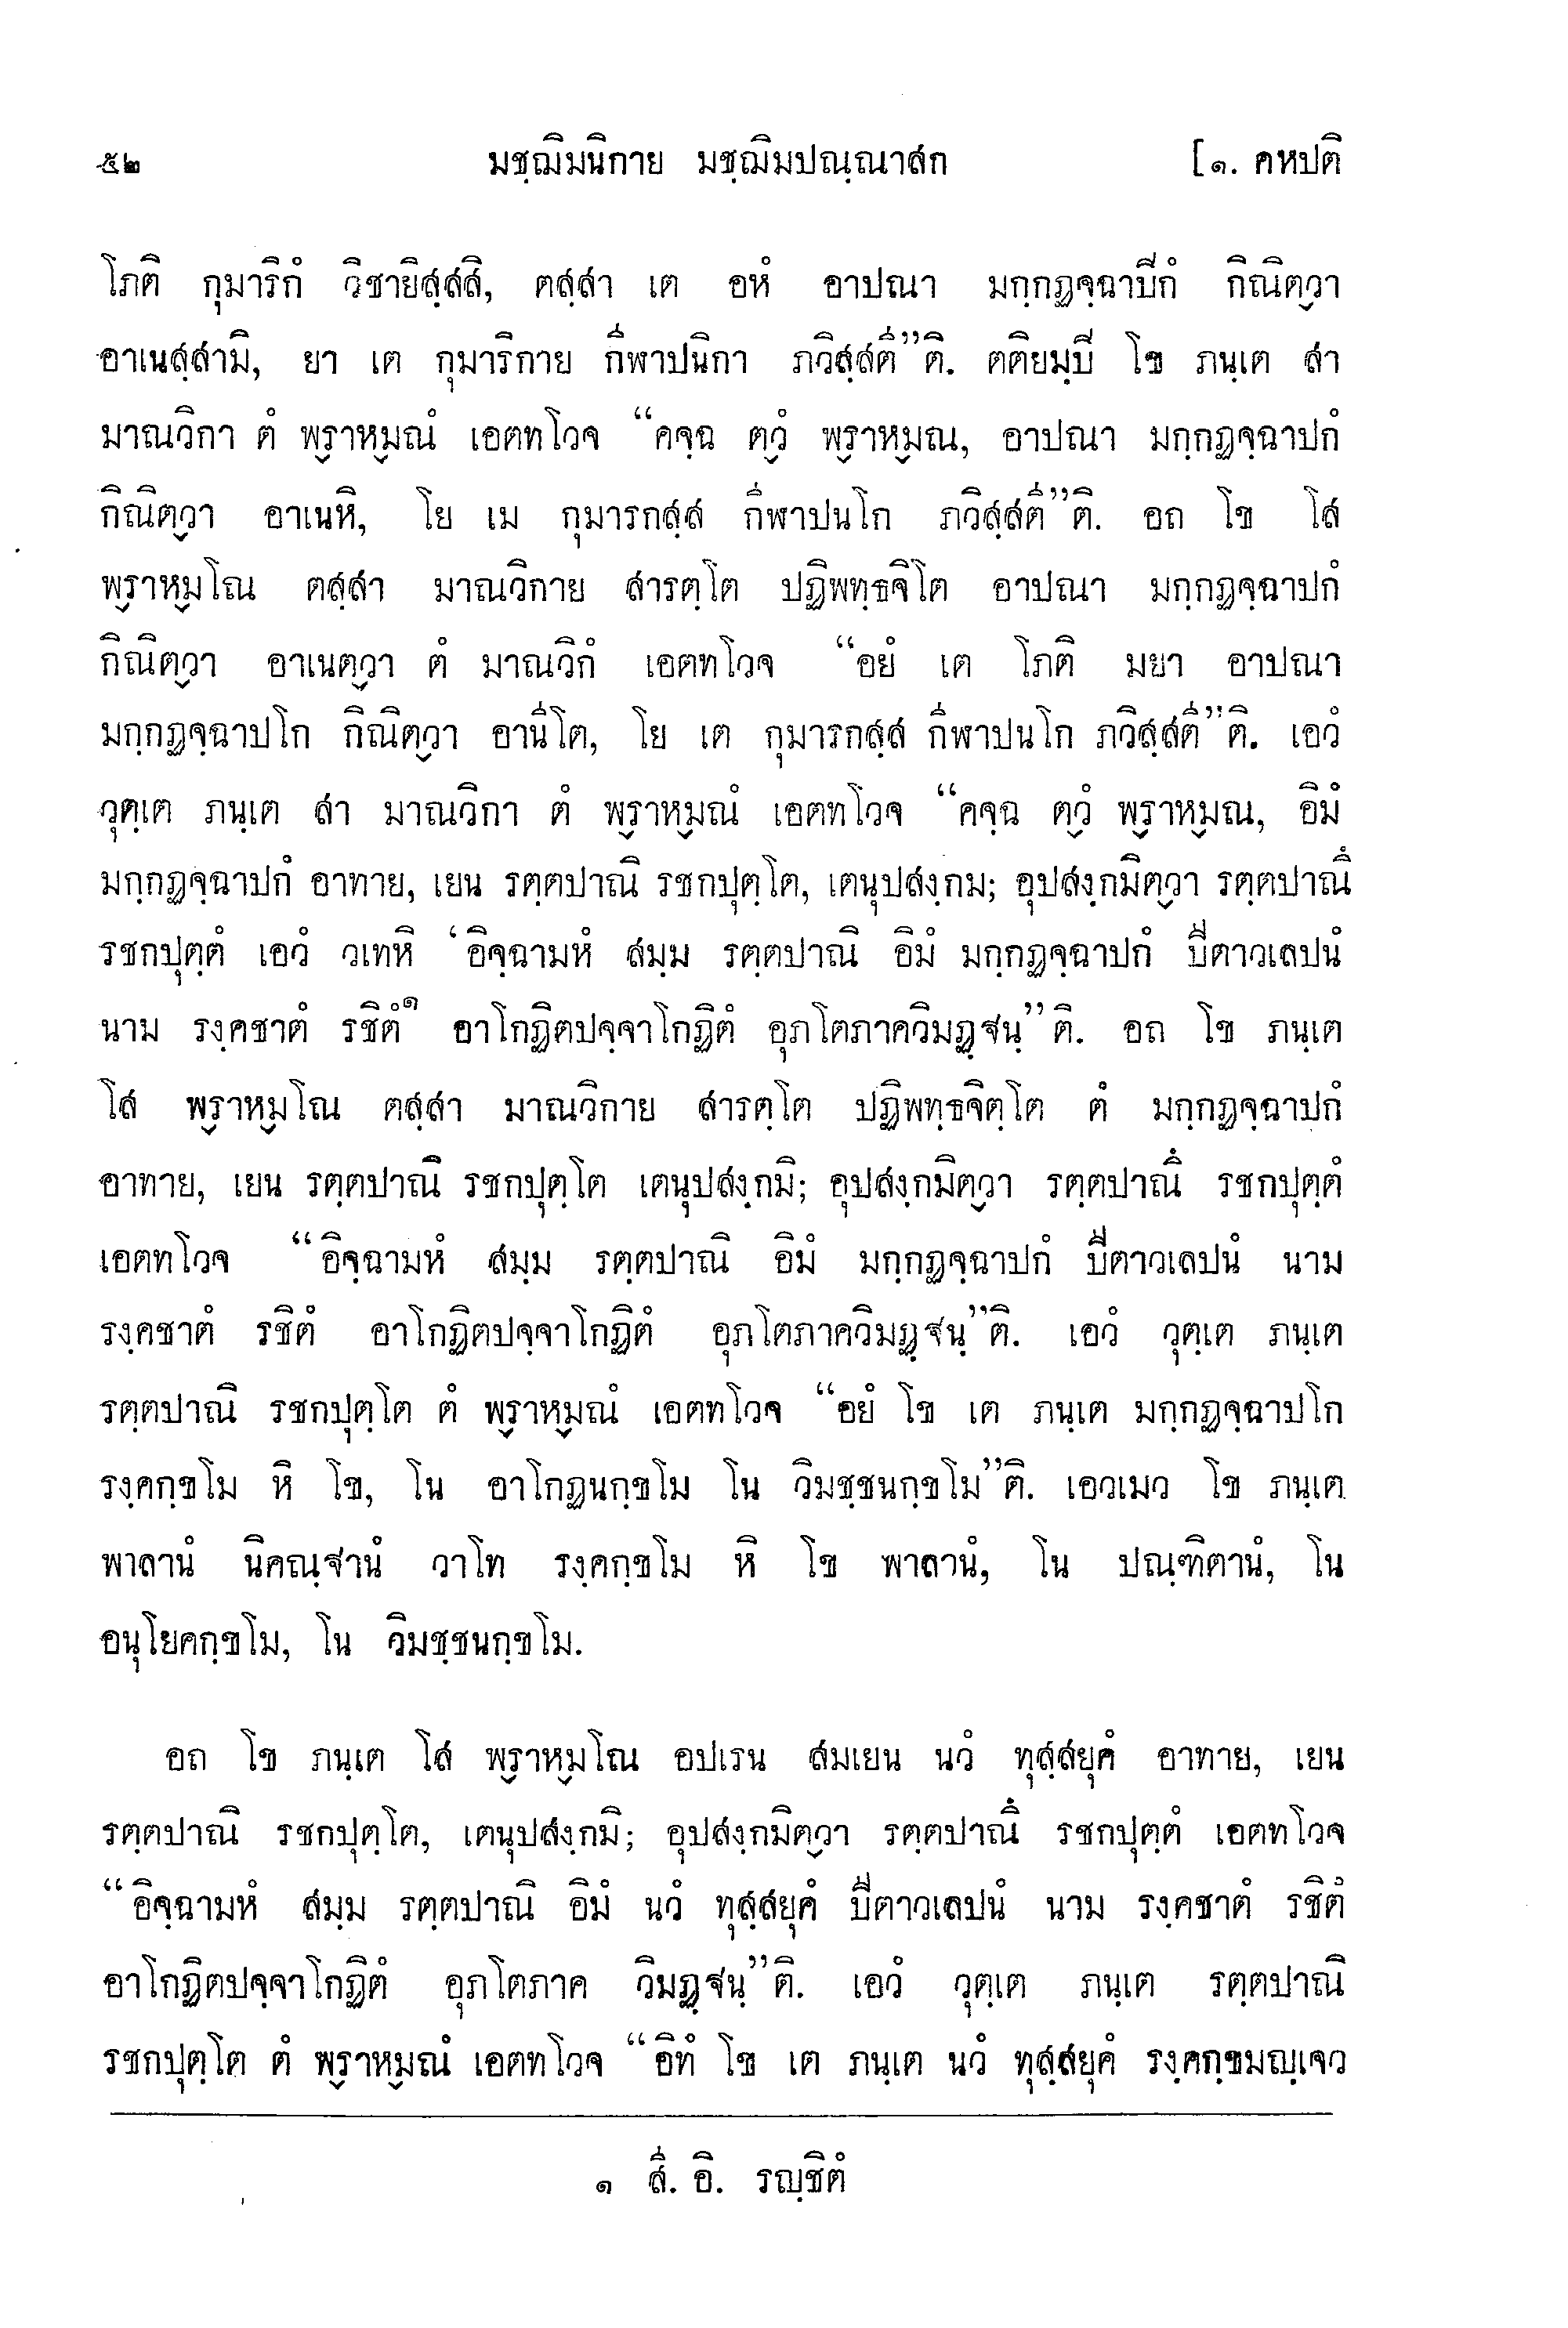 ๕๒ มชฺฌิมนิกาย มชฺฌิมปณฺณาสก [๑. คหปติ
โภติ กุมาริกํ วิชายิสฺสสิ, ตสฺสา เต อหํ อาปณา มกฺกฏจฺฉาปิกํ กิณิตฺวา
อาเนสฺสามิ, ยา เต กุมาริกาย กีฬาปนิกา ภวิสฺสตี”ติ. ตติยมฺปิ โข ภนฺเต สา
มาณวิกา ตํ พฺราหฺมณํ เอตทโวจ “คจฺฉ ตฺวํ พฺราหฺมณ, อาปณา มกฺกฏจฺฉาปกํ
กิณิตฺวา อาเนหิ, โย เม กุมารกสฺส กีฬาปนโก ภวิสฺสตี”ติ. อถ โข โส
พฺราหฺมโณ ตสฺสา มาณวิกาย สารตฺโต ปฏิพทฺธจิโต อาปณา มกฺกฏจฺฉาปกํ
กิณิตฺวา อาเนตฺวา ตํ มาณวิกํ เอตทโวจ “อยํ เต โภติ มยา อาปณา
มกฺกฏจฺฉาปโก กิณิตฺวา อานีโต, โย เต กุมารกสฺส กีฬาปนโก ภวิสฺสตี”ติ. เอวํ
วุตฺเต ภนฺเต สา มาณวิกา ตํ พฺราหฺมณํ เอตทโวจ “คจฺฉ ตฺวํ พฺราหฺมณ, อิมํ
มกฺกฏจฺฉาปกํ อาทาย, เยน รตฺตปาณิ รชกปุตฺโต, เตนุปสงฺกม; อุปสงฺกมิตฺวา รตฺตปาณึ
รชกปุตฺตํ เอวํ วเทหิ ‘อิจฺฉามหํ สมฺม รตฺตปาณิ อิมํ มกฺกฏจฺฉาปกํ ปีตาวเลปนํ
นาม รงฺคชาตํ รชิตํ๑ อาโกฏิตปจฺจาโกฏิตํ อุภโตภาควิมฏฺฐนฺ”ติ. อถ โข ภนฺเต
โส พฺราหฺมโณ ตสฺสา มาณวิกาย สารตฺโต ปฏิพทฺธจิตฺโต ตํ มกฺกฏจฺฉาปกํ
อาทาย, เยน รตฺตปาณิ รชกปุตฺโต เตนุปสงฺกมิ; อุปสงฺกมิตฺวา รตฺตปาณึ รชกปุตฺตํ
เอตทโวจ “อิจฺฉามหํ สมฺม รตฺตปาณิ อิมํ มกฺกฏจฺฉาปกํ ปีตาวเลปนํ นาม
รงฺคชาตํ รชิตํ อาโกฏิตปจฺจาโกฏิตํ อุภโตภาควิมฏฺฐนฺ”ติ. เอวํ วุตฺเต ภนฺเต
รตฺตปาณิ รชกปุตฺโต ตํ พฺราหฺมณํ เอตทโวจ “อยํ โข เต ภนฺเต มกฺกฏจฺฉาปโก
รงฺคกฺขโม หิ โข, โน อาโกฏนกฺขโม โน วิมชฺชนกฺขโม”ติ. เอวเมว โข ภนฺเต
พาลานํ นิคณฺฐานํ วาโท รงฺคกฺขโม หิ โข พาลานํ, โน ปณฺฑิตานํ, โน
อนุโยคกฺขโม, โน วิมชฺชนกฺขโม.
อถ โข ภนฺเต โส พฺราหฺมโณ อปเรน สมเยน นวํ ทุสฺสยุคํ อาทาย, เยน
รตฺตปาณิ รชกปุตฺโต, เตนุปสงฺกมิ; อุปสงฺกมิตฺวา รตฺตปาณึ รชกปุตฺตํ เอตทโวจ
“อิจฺฉามหํ สมฺม รตฺตปาณิ อิมํ นวํ ทุสฺสยุคํ ปีตาวเลปนํ นาม รงฺคชาตํ รชิตํ
อาโกฏิตปจฺจาโกฏิตํ อุภโตภาค วิมฏฺฐนฺ”ติ. เอวํ วุตฺเต ภนฺเต รตฺตปาณิ
รชกปุตฺโต ตํ พฺราหฺมณํ เอตทโวจ “อิทํ โข เต ภนฺเต นวํ ทุสฺสยุคํ รงฺคกฺขมญฺเจว
๑ สี. อิ. รญฺชิตํ